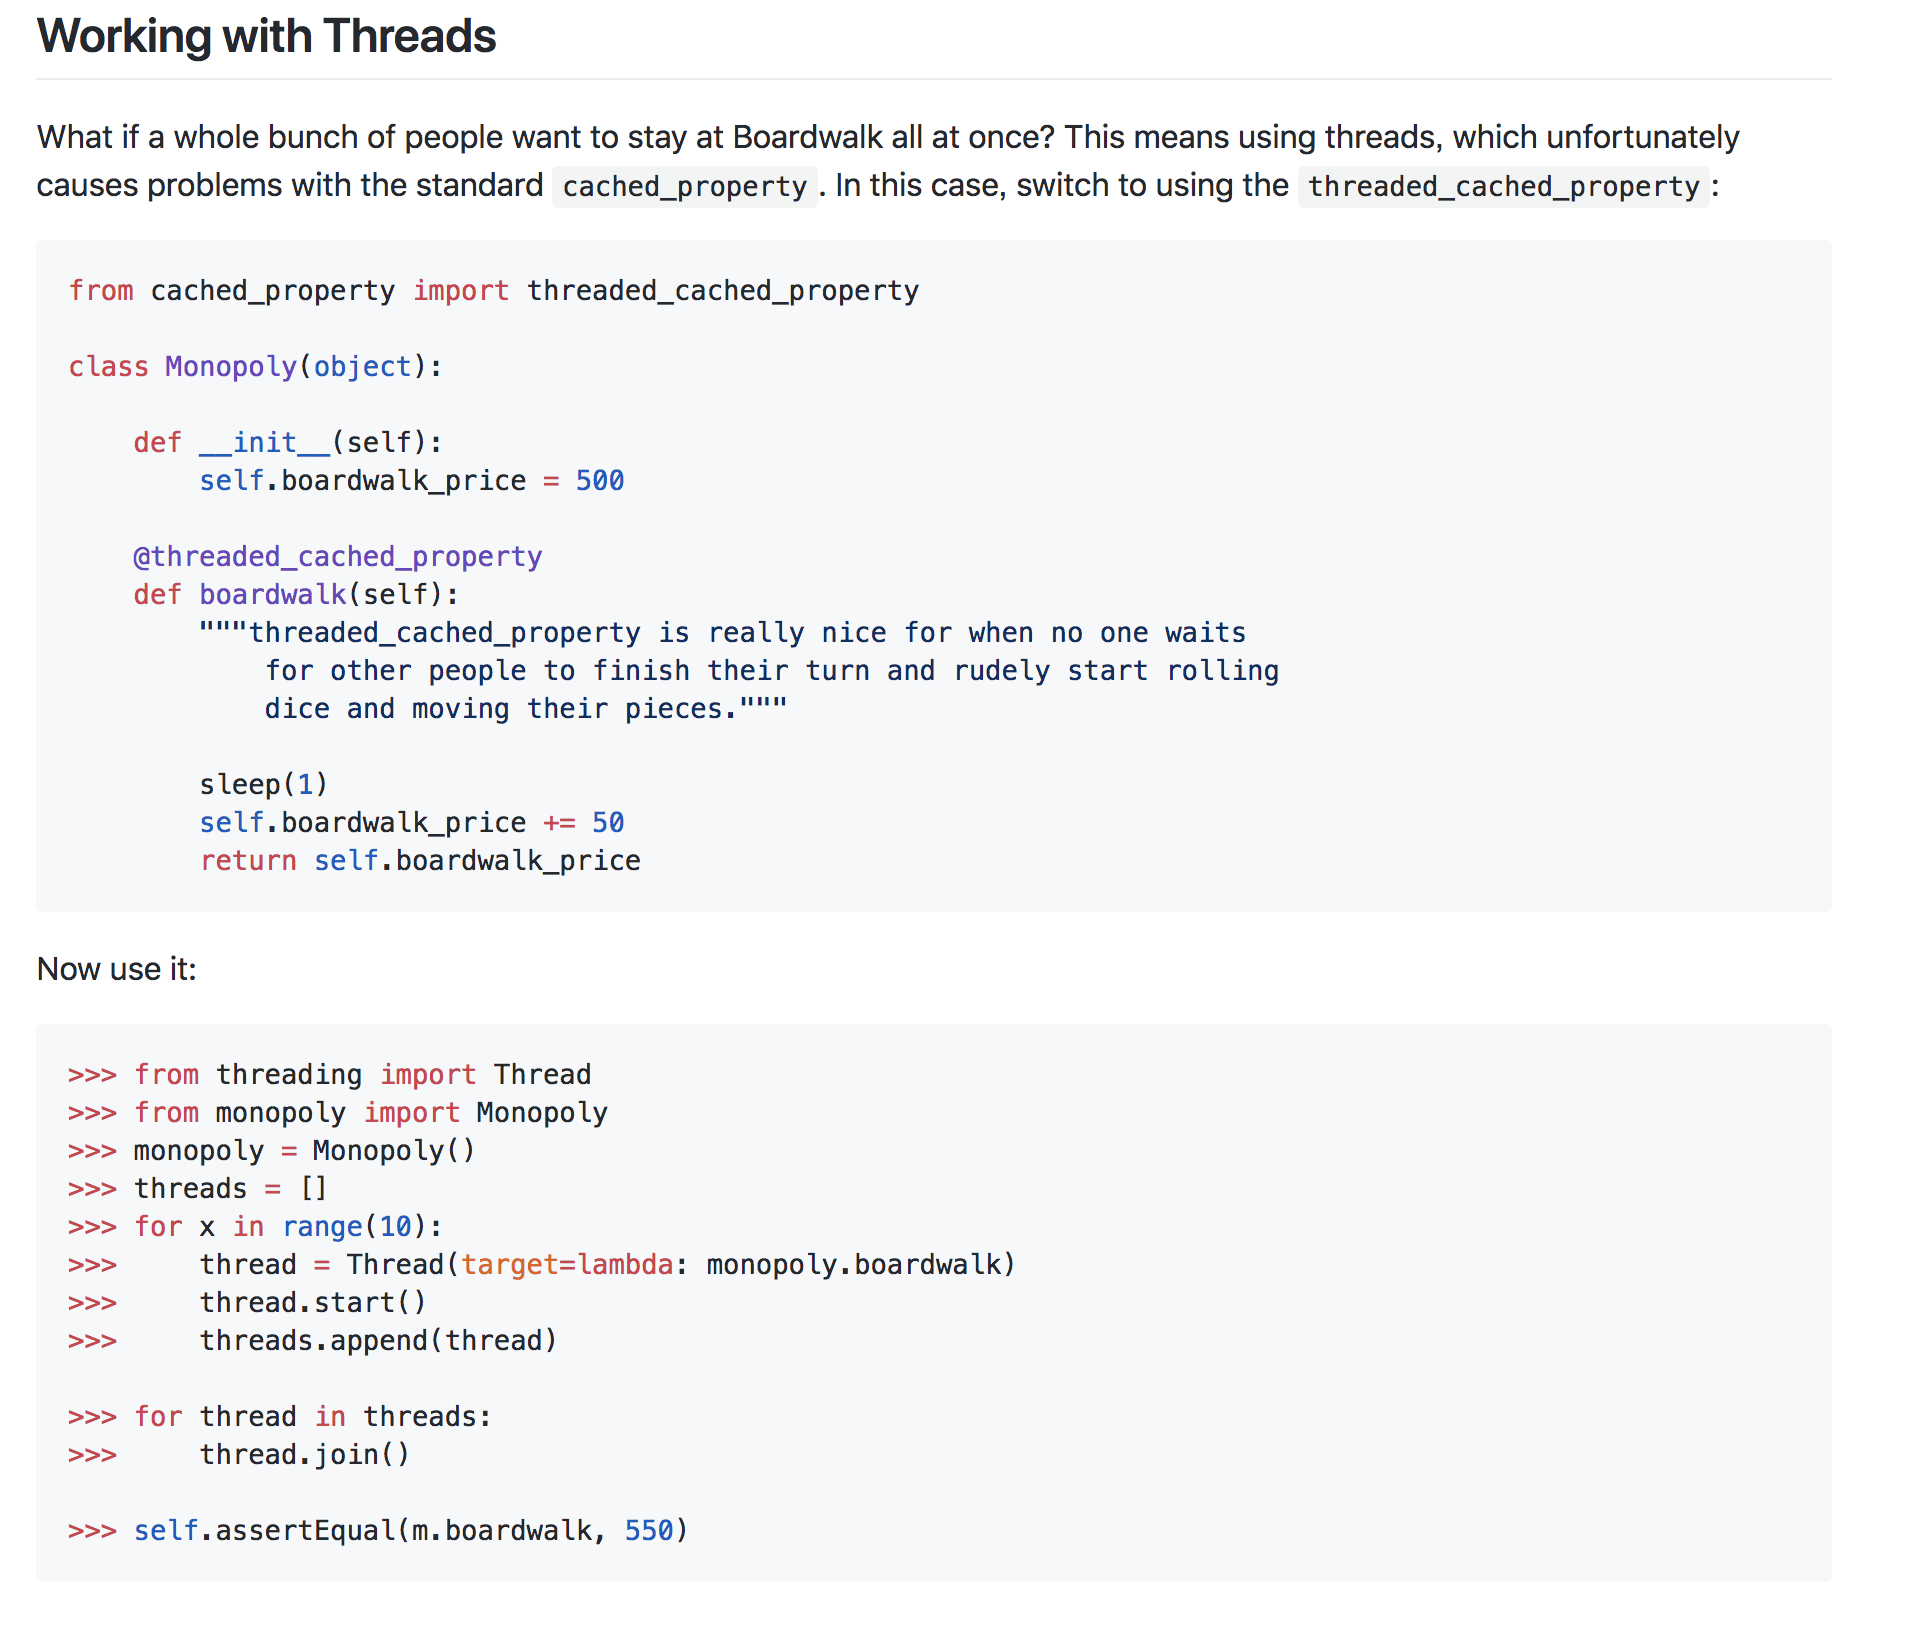 Working with Threads
What if a whole bunch of people want to stay at Boardwalk all at once? This means using threads, which unfortunately
causes problems with the standard cached_property . In this case, switch to using the threaded_cached_property :
from cached_property import threaded_cached_property
class Monopoly(object):
    def __init__(self):
        self.boardwalk_price = 500
    @threaded_cached_property
    def boardwalk(self):
        """threaded_cached_property is really nice for when no one waits
            for other people to finish their turn and rudely start rolling
            dice and moving their pieces."""
        sleep(1)
        self.boardwalk_price += 50
        return self.boardwalk_price
Now use it:
>>> from threading import Thread
>>> from monopoly import Monopoly
>>> monopoly = Monopoly()
>>> threads = []
>>> for x in range(10):
>>>     thread = Thread(target=lambda: monopoly.boardwalk)
>>>     thread.start()
>>>     threads.append(thread)
>>> for thread in threads:
>>>     thread.join()
>>> self.assertEqual(m.boardwalk, 550)